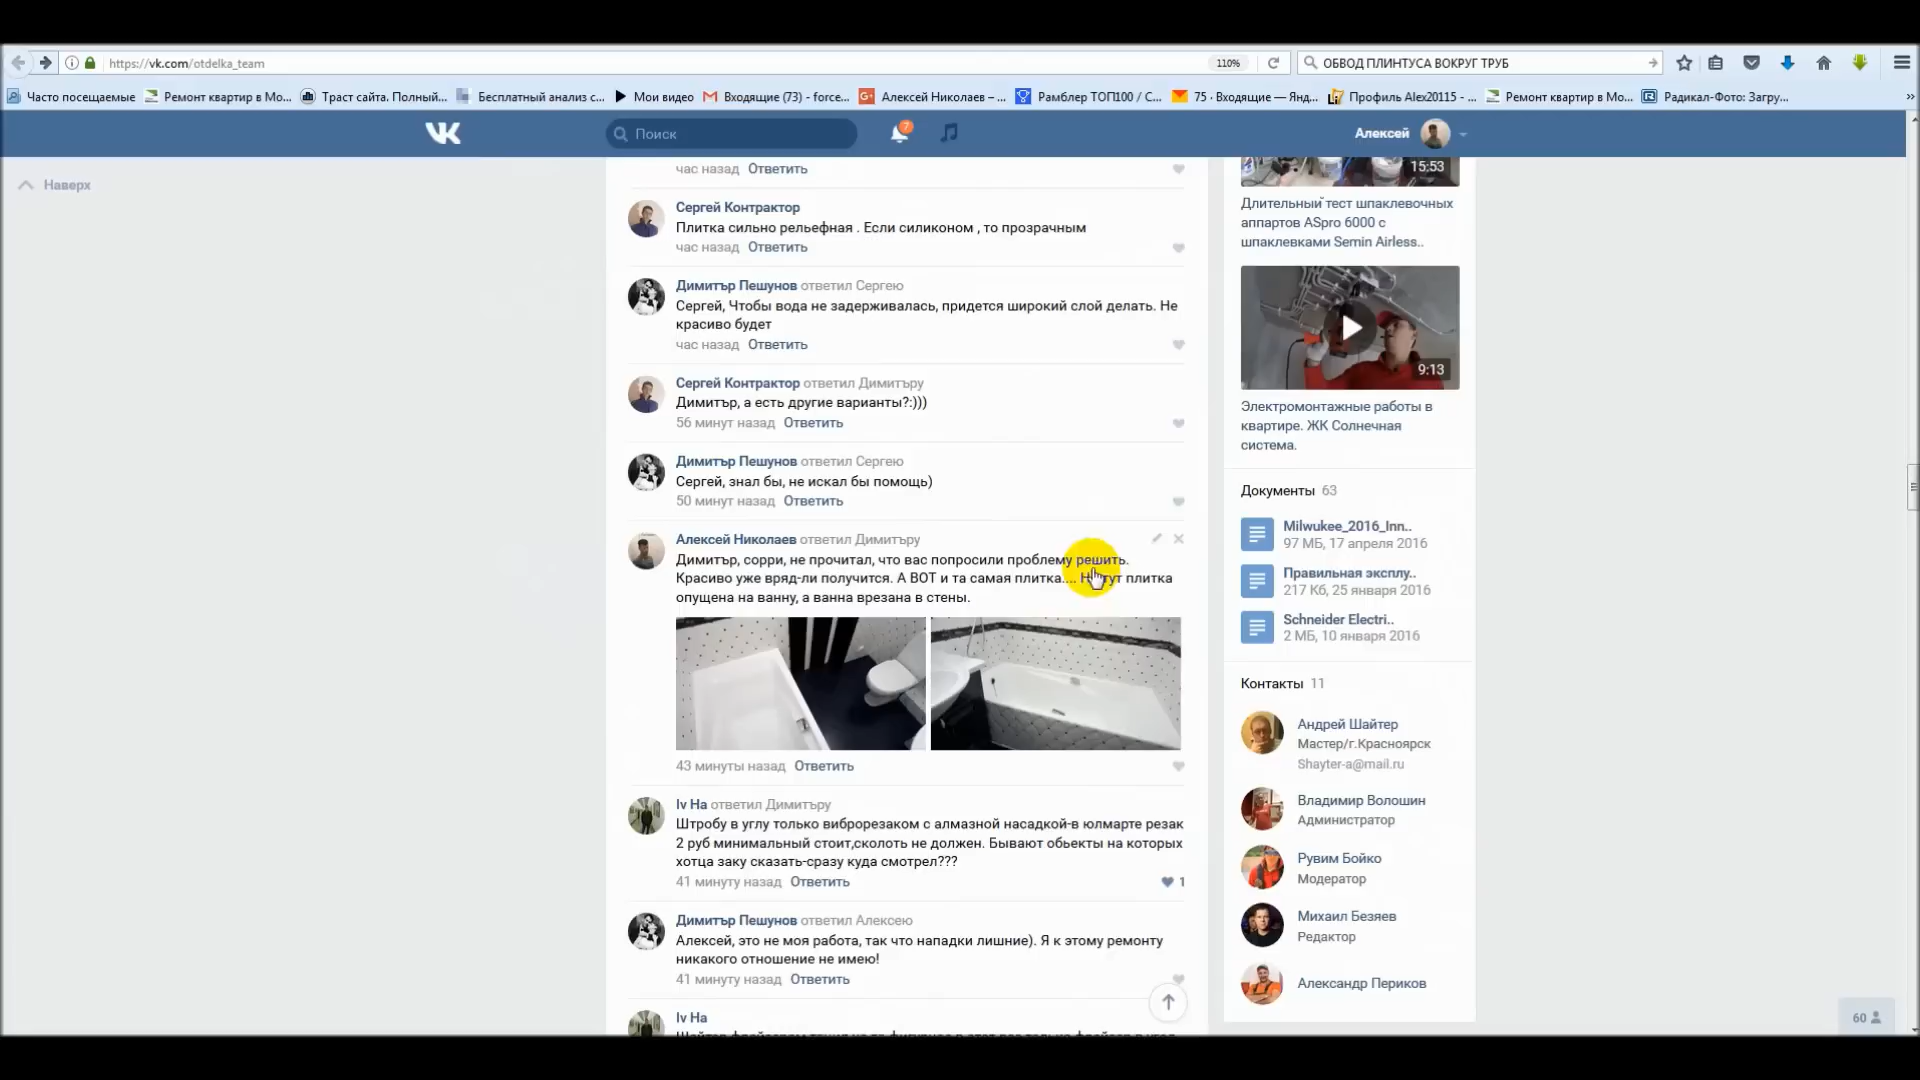 https://vk.com/otdelka_team
110%
ОБВОД ПЛИНТУСА ВОКРУГ ТРУБ
Часто посещаемые
Ремонт квартир в Мо...
Траст сайта. Полный...
Бесплатный анализ с...
Мои видео
Входящие (73) - force...
Алексей Николаев – ...
Рамблер ТОП100 / С...
75 · Входящие — Янд...
Профиль Alex20115 - ...
Ремонт квартир в Мо...
Радикал-Фото: Загру...
Поиск
7
Алексей
Наверх
час назад Ответить
Сергей Контрактор
Плитка сильно рельефная . Если силиконом , то прозрачным
час назад Ответить
Димитър Пешунов ответил Сергею
Сергей, Чтобы вода не задерживалась, придется широкий слой делать. Не
красиво будет
час назад Ответить
Сергей Контрактор ответил Димитъру
Димитър, а есть другие варианты?:)))
56 минут назад Ответить
Димитър Пешунов ответил Сергею
Сергей, знал бы, не искал бы помощь)
50 минут назад Ответить
Алексей Николаев ответил Димитъру
Димитър, сорри, не прочитал, что вас попросили проблему решить.
Красиво уже вряд-ли получится. А ВОТ и та самая плитка.... тут плитка
опущена на ванну, а ванна врезана в стены.
43 минуты назад Ответить
Iv Ha ответил Димитъру
Штробу в углу только виброрезаком с алмазной насадкой-в юлмарте резак
2 руб минимальный стоит,сколоть не должен. Бывают обьекты на которых
хотца заку сказать-сразу куда смотрел???
41 минуту назад Ответить
1
Димитър Пешунов ответил Алексею
Алексей, это не моя работа, так что нападки лишние). Я к этому ремонту
никакого отношение не имею!
41 минуту назад Ответить
Iv Ha
15:53
Длительный тест шпаклевочных
аппартов ASpro 6000 с
шпаклевками Semin Airless..
9:13
Электромонтажные работы в
квартире. ЖК Солнечная
система.
Документы 63
Milwukee_2016_Inn..
97 МБ, 17 апреля 2016
Правильная эксплу..
217 Кб, 25 января 2016
Schneider Electri..
2 МБ, 10 января 2016
Контакты 11
Андрей Шайтер
Мастер/г.Красноярск
Shayter-a@mail.ru
Владимир Волошин
Администратор
Рувим Бойко
Модератор
Михаил Безяев
Редактор
Александр Периков
60